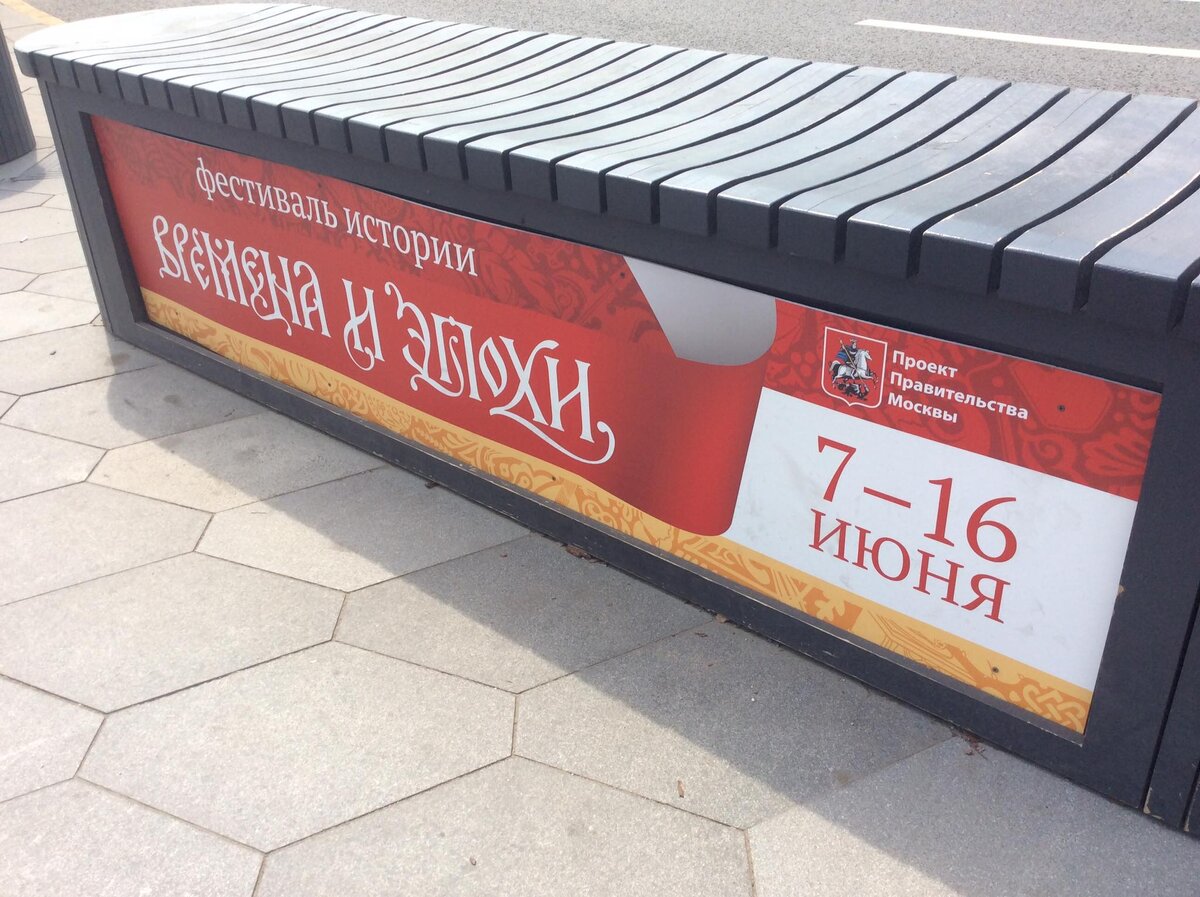 фестиваль истории
ВРЕМЕНА И ЭПОХИ
Проект
Правительства
Москвы
7–16
ИЮНЯ